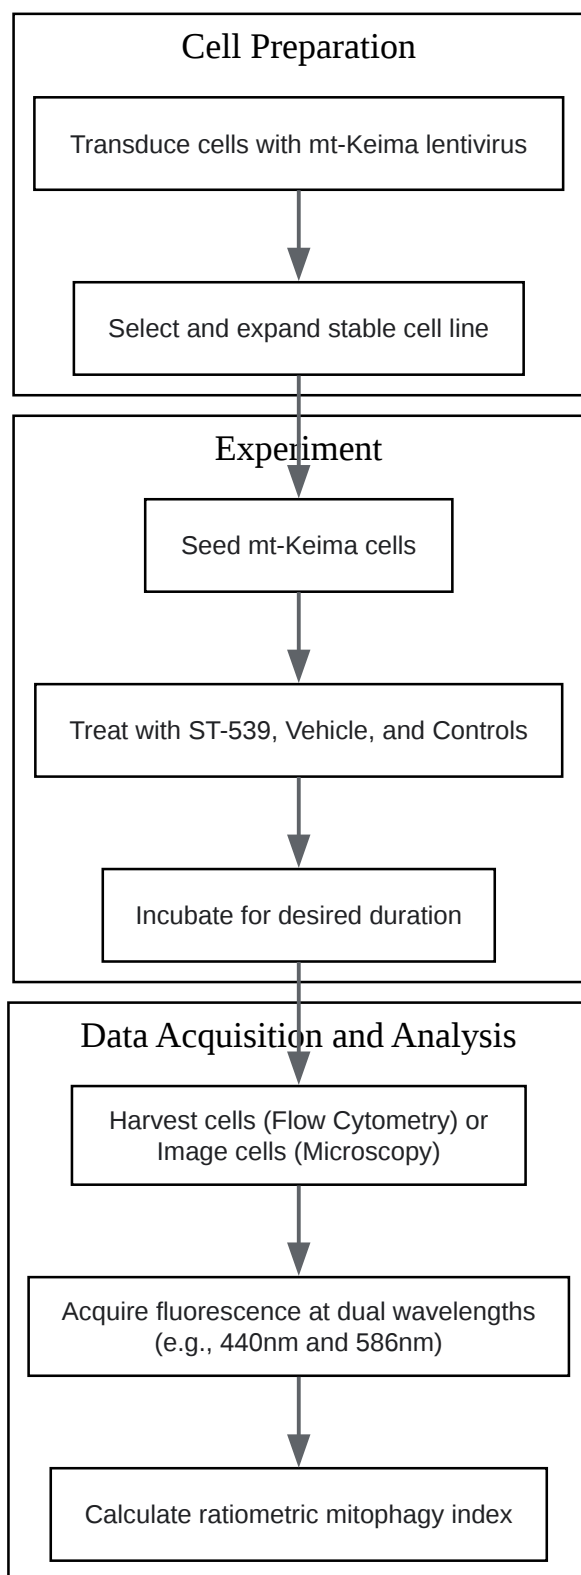 Cell Preparation
Transduce cells with mt-Keima lentivirus
Select and expand stable cell line
Experiment
Seed mt-Keima cells
Treat with ST-539, Vehicle, and Controls
Incubate for desired duration
Data Acquisition and Analysis
Harvest cells (Flow Cytometry) or
Image cells (Microscopy)
Acquire fluorescence at dual wavelengths
(e.g., 440nm and 586nm)
Calculate ratiometric mitophagy index